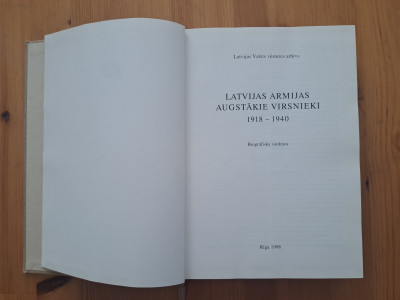 Latvijas Valsts vēstures arhīvs
LATVIJAS ARMIJAS
AUGSTĀKIE VIRSNIEKI
1918 – 1940
Biogrāfiska vārdnīca
Rīga 1998